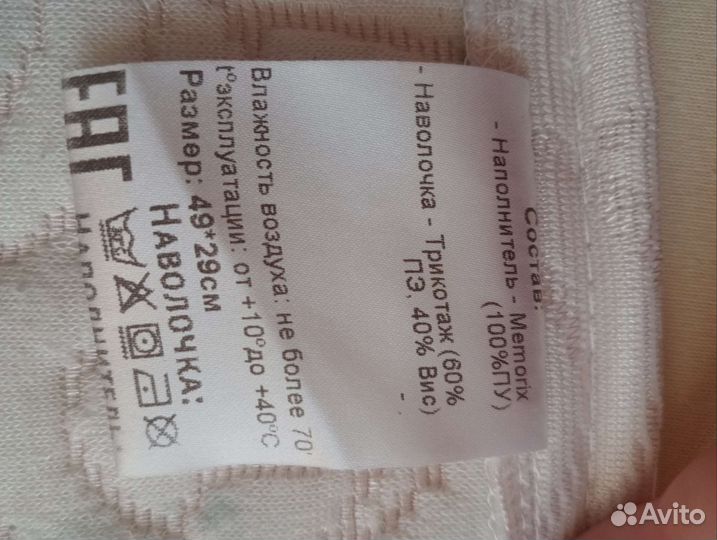 Состав:
- Наполнитель - Memorix
(100%ПУ)
- Наволочка - Трикотаж (60%
ПЭ, 40% Вис)
-
Влажность воздуха: не более 70
t°эксплуатации: от +10°до +40°С
Размер: 49*29см
НАВОЛОЧКА:
НАПОЛНИТЕЛЬ
EAC
Avito